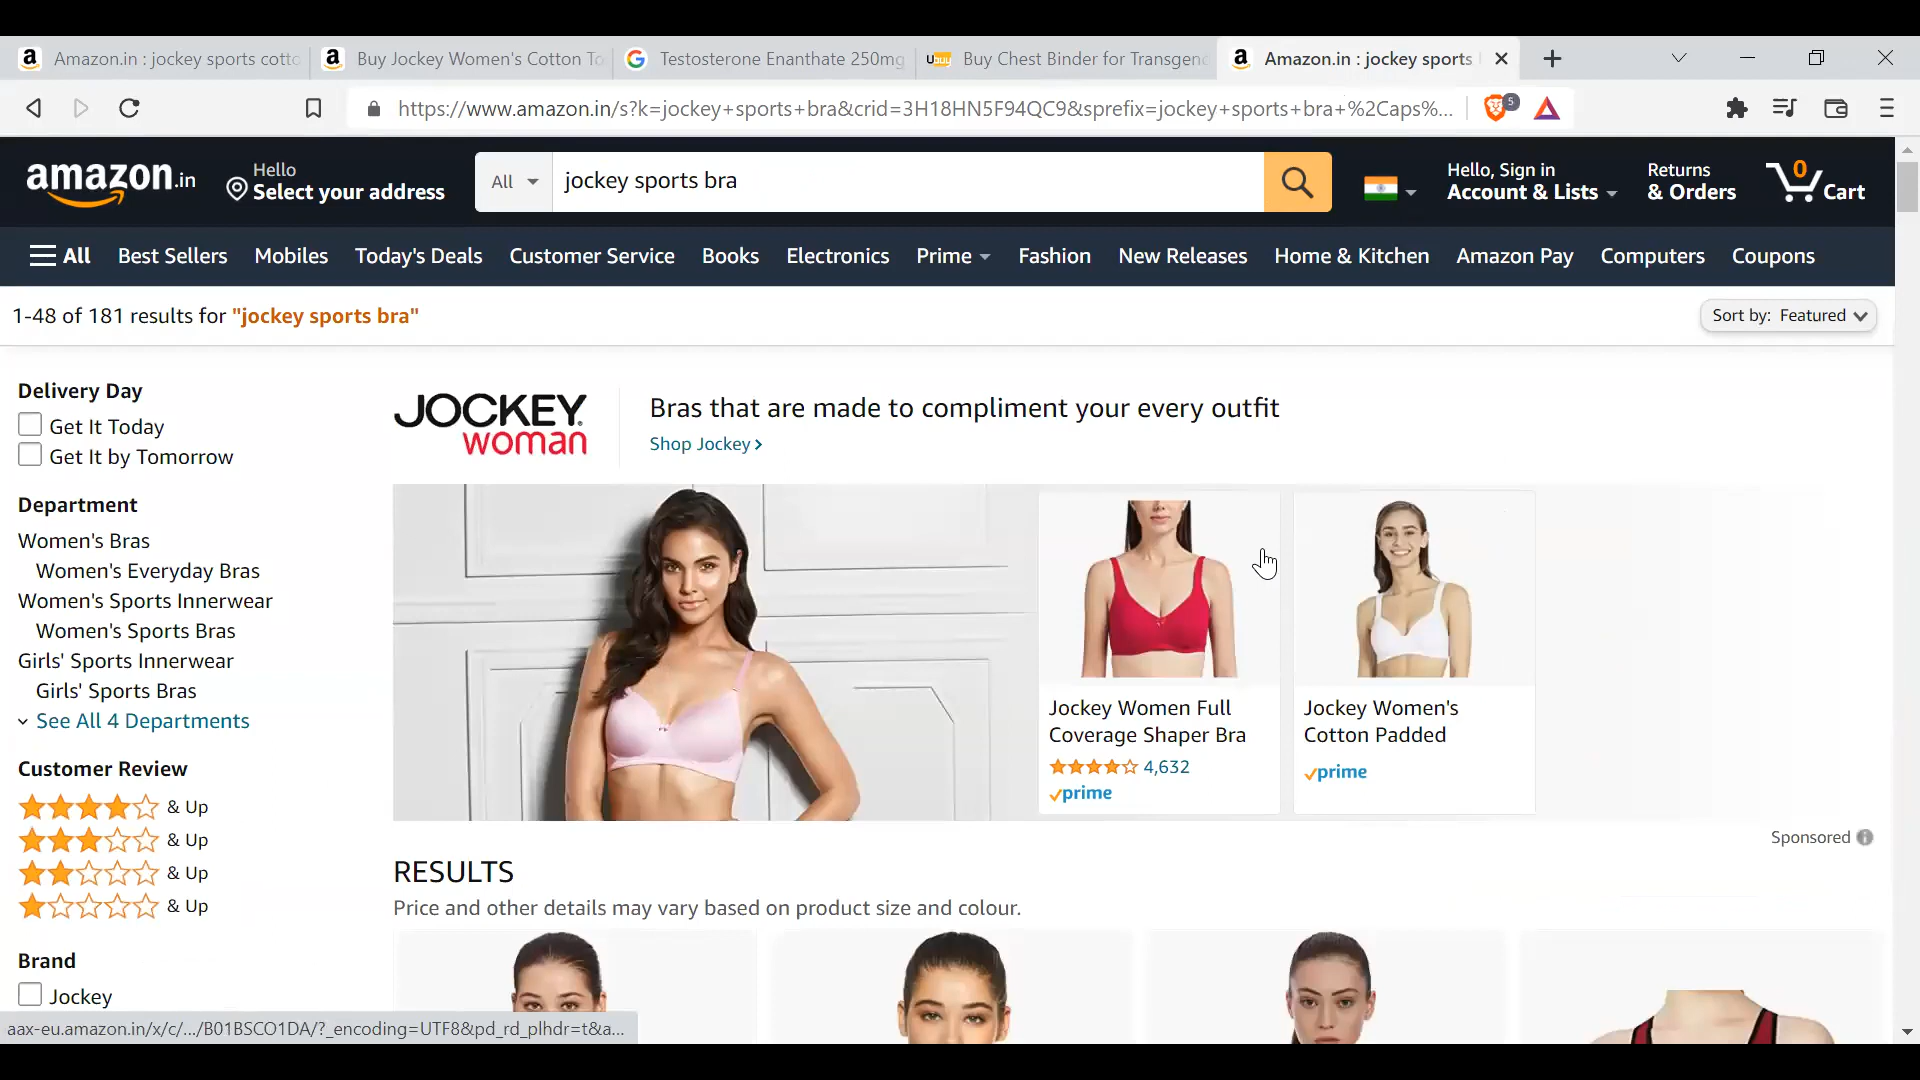 Amazon.in : jockey sports cotto
Buy Jockey Women's Cotton To
Testosterone Enanthate 250mg
ubuy
Buy Chest Binder for Transgen
Amazon.in : jockey sports
https://www.amazon.in/s?k=jockey+sports+bra&crid=3H18HN5F94QC9&sprefix=jockey+sports+bra+%2Caps%...
5
amazon.in
Hello
Select your address
All
jockey sports bra
Hello, Sign in
Account & Lists
Returns
& Orders
0
Cart
All
Best Sellers
Mobiles
Today's Deals
Customer Service
Books
Electronics
Prime
Fashion
New Releases
Home & Kitchen
Amazon Pay
Computers
Coupons
1-48 of 181 results for "jockey sports bra"
Sort by: Featured
Delivery Day
Get It Today
Get It by Tomorrow
Department
Women's Bras
Women's Everyday Bras
Women's Sports Innerwear
Women's Sports Bras
Girls' Sports Innerwear
Girls' Sports Bras
See All 4 Departments
Customer Review
& Up
& Up
& Up
& Up
Brand
Jockey
JOCKEY.
woman
Bras that are made to compliment your every outfit
Shop Jockey
Jockey Women Full
Coverage Shaper Bra
4,632
prime
Jockey Women's
Cotton Padded
prime
Sponsored
RESULTS
Price and other details may vary based on product size and colour.
aax-eu.amazon.in/x/c/.../B01BSCO1DA/?_encoding=UTF8&pd_rd_plhdr=t&a...